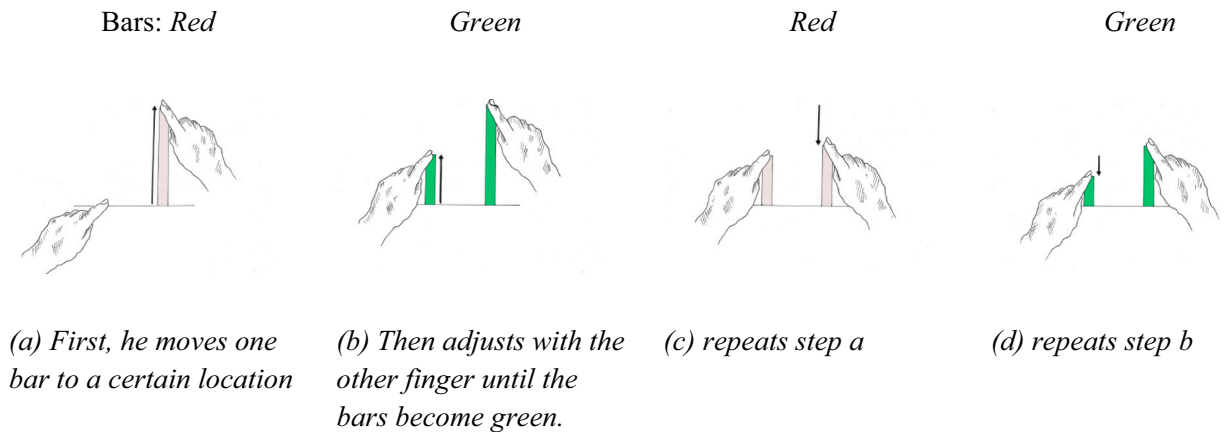 Bars: Red
Green
Red
Green
(a) First, he moves one
bar to a certain location
(b) Then adjusts with the
other finger until the
bars become green.
(c) repeats step a
(d) repeats step b